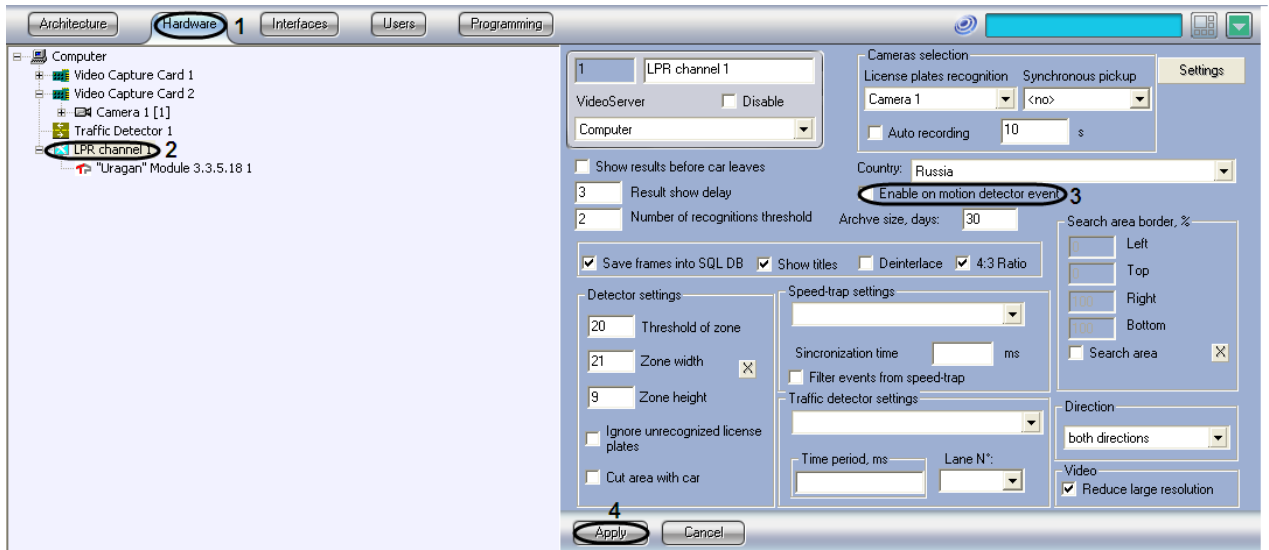 Architecture Hardware 1 Interfaces Users Programming
Computer
Video Capture Card 1
Video Capture Card 2
Camera 1 [1]
Traffic Detector 1
LPR channel 1 2
"Uragan" Module 3.3.5.18 1
1 LPR channel 1
VideoServer Disable
Computer
Cameras selection
License plates recognition Synchronous pickup
Camera 1 <no>
Auto recording 10 s
Settings
Show results before car leaves
3 Result show delay
2 Number of recognitions threshold
Country: Russia
Enable on motion detector event 3
Archve size, days: 30
Search area border, %
0 Left
0 Top
100 Right
100 Bottom
Search area X
Save frames into SQL DB Show titles Deinterlace 4:3 Ratio
Detector settings
20 Threshold of zone
21 Zone width
X
9 Zone height
Ignore unrecognized license
plates
Cut area with car
Speed-trap settings
Sincronization time ms
Filter events from speed-trap
Traffic detector settings
Time period, ms Lane N°:
Direction
both directions
Video
Reduce large resolution
4
Apply Cancel